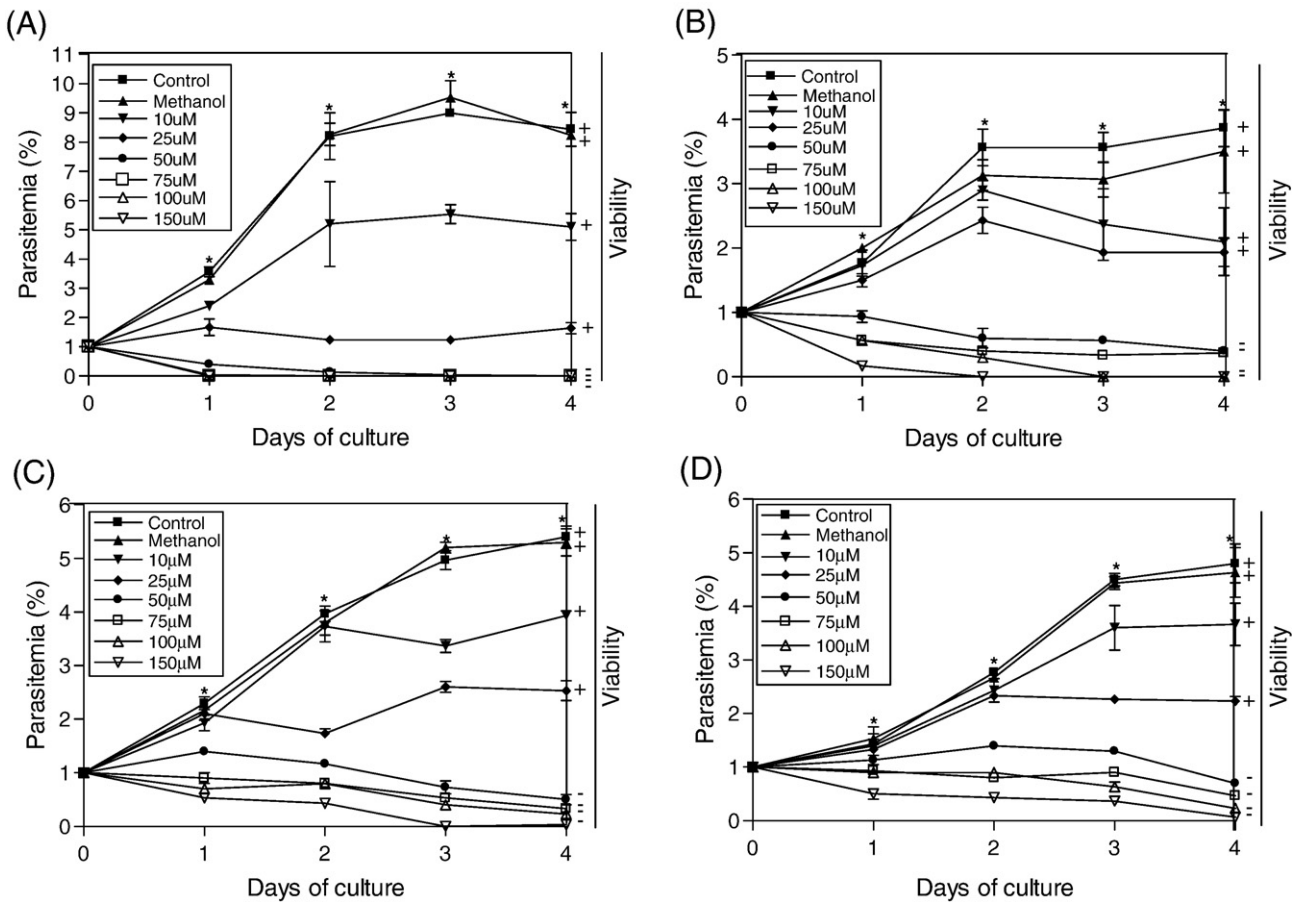 (A)
11
10
9
8
7
6
5
4
3
2
1
0
Parasitemia (%)
Control
Methanol
10uM
25uM
50uM
75uM
100uM
150uM
*
*
*
*
+
+
+
+
-
-
-
-
Viability
0 1 2 3 4
Days of culture
(B)
5
4
3
2
1
0
Parasitemia (%)
Control
Methanol
10uM
25uM
50uM
75uM
100uM
150uM
*
*
*
*
+
+
+
+
-
-
-
-
Viability
0 1 2 3 4
Days of culture
(C)
6
5
4
3
2
1
0
Parasitemia (%)
Control
Methanol
10μM
25μM
50μM
75μM
100μM
150μM
*
*
*
*
+
+
+
+
-
-
-
-
Viability
0 1 2 3 4
Days of culture
(D)
6
5
4
3
2
1
0
Parasitemia (%)
Control
Methanol
10μM
25μM
50μM
75μM
100μM
150μM
*
*
*
*
+
+
+
+
-
-
-
-
Viability
0 1 2 3 4
Days of culture